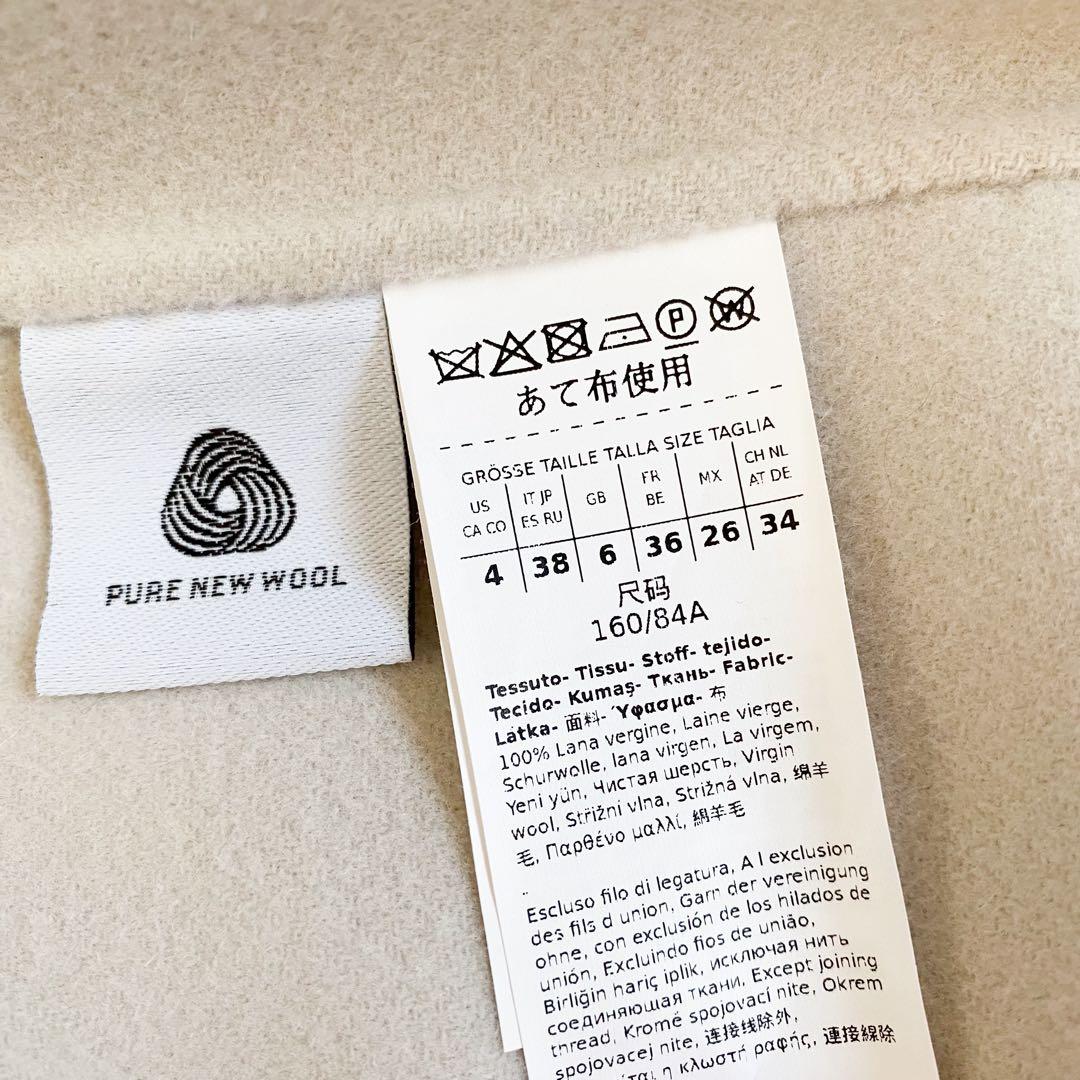 PURE NEW WOOL
P
W
あて布使用
GRÖSSE TAILLE TALLA SIZE TAGLIA
US CA CO
IT JP ES RU
GB
FR BE
MX
CH NL AT DE
4 38 6 36 26 34
尺码
160/84A
Tessuto- Tissu- Stoff- tejido-
Tecido- Kumaş- Ткань- Fabric-
Látka- 面料- Ύφασμα- 布
100% Lana vergine, Laine vierge,
Schurwolle, lana virgen, La virgem,
Yeni yün, Чистая шерсть, Virgin
wool, Střižni vlna, Strižná vlna, 绵羊
毛, Παρθένο μαλλί, 綿羊毛
..
Escluso filo di legatura, A l exclusion
des fils d union, Garn der vereinigung
ohne, con exclusión de los hilados de
unión, Excluindo fios de união,
Birliğin hariç iplik, исключая нить
соединяющая ткани, Except joining
thread, Kromě spojovací nite, Okrem
spojovacej nite, 连接线除外,
η κλωστή ραφής, 連接線除